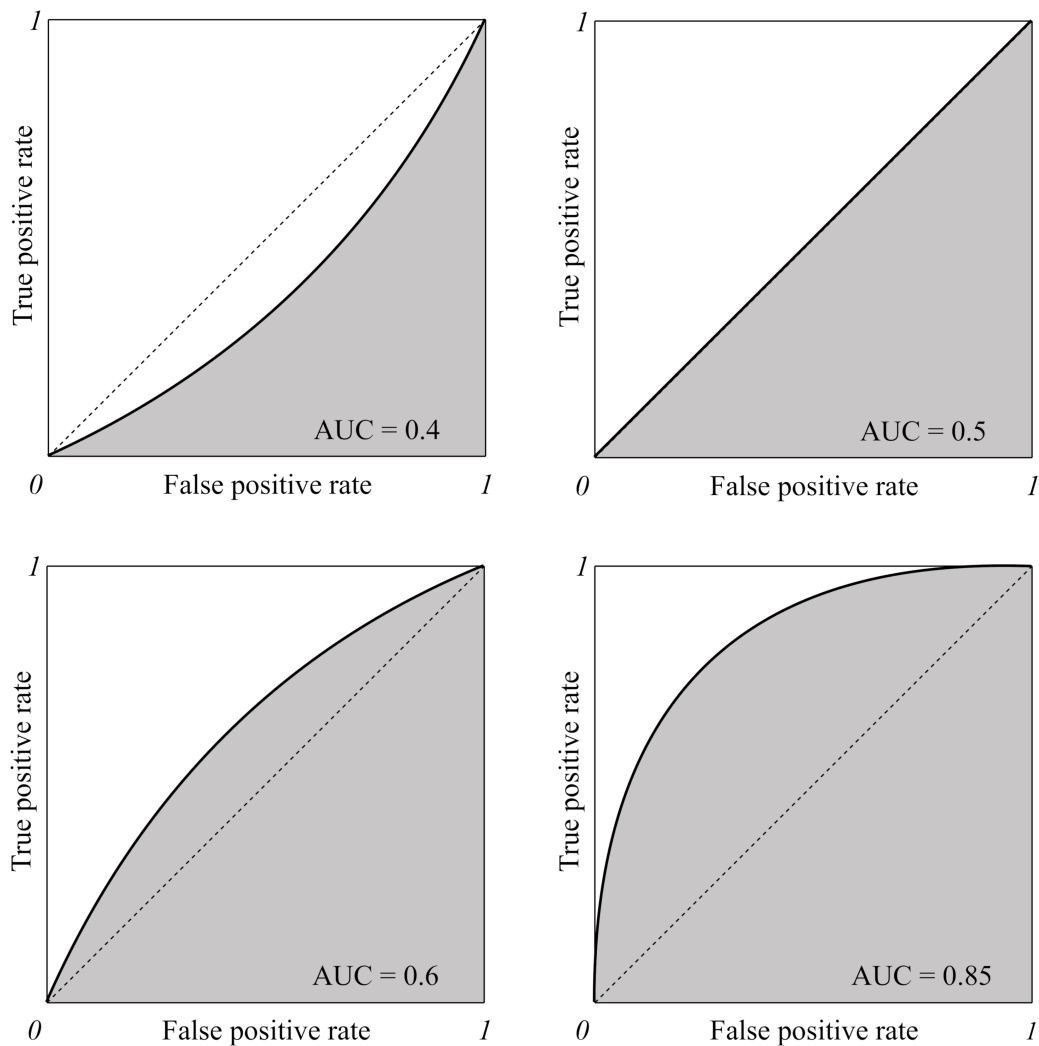 1
True positive rate
AUC = 0.4
0 False positive rate 1
1
True positive rate
AUC = 0.5
0 False positive rate 1
1
True positive rate
AUC = 0.6
0 False positive rate 1
1
True positive rate
AUC = 0.85
0 False positive rate 1